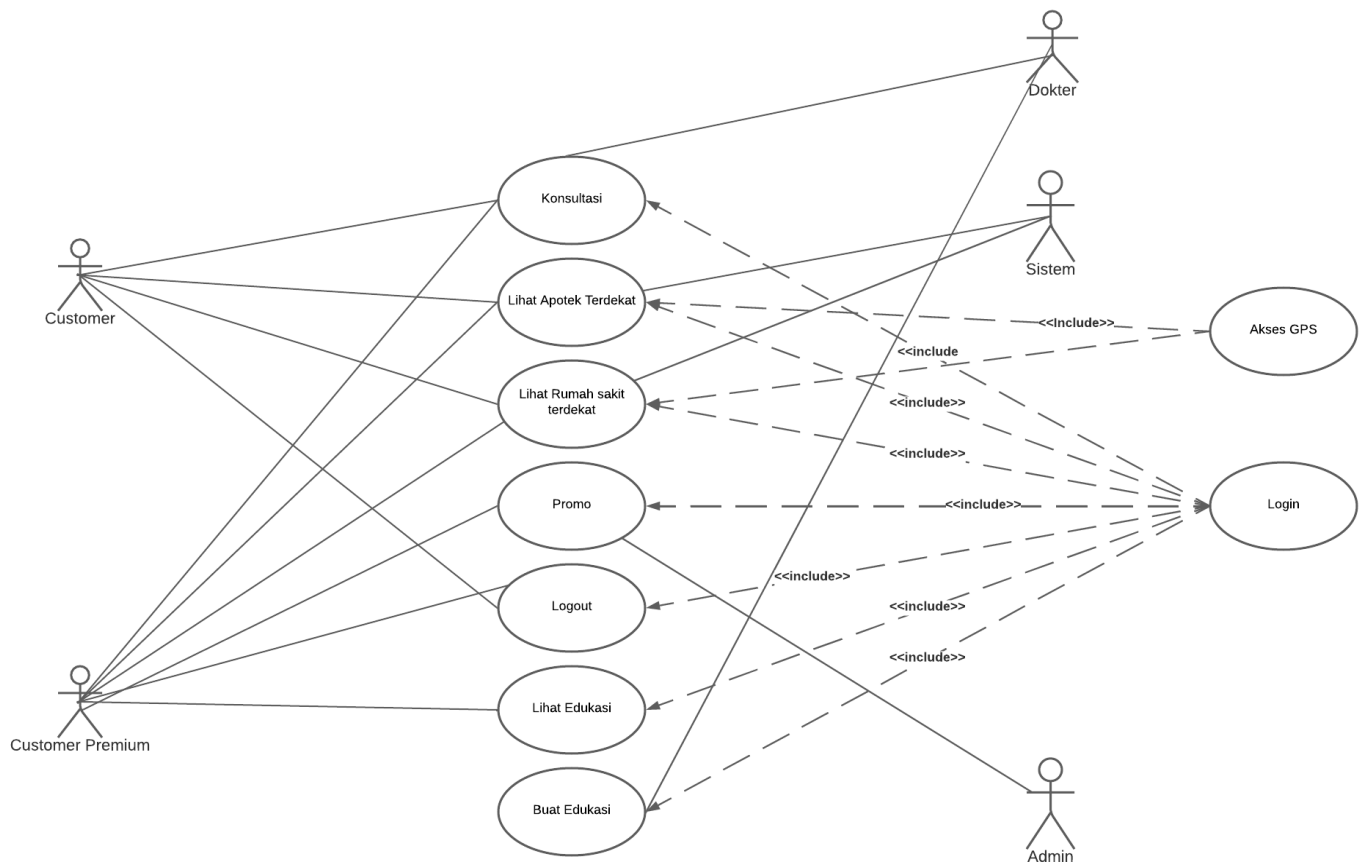 Dokter
Konsultasi
Sistem
Customer
Lihat Apotek Terdekat
<<Include>>
Akses GPS
<<include
Lihat Rumah sakit
terdekat
<<include>>
<<include>>
Promo
<<include>>
Login
<<include>>
Logout
<<include>>
<<include>>
Lihat Edukasi
Customer Premium
Buat Edukasi
Admin